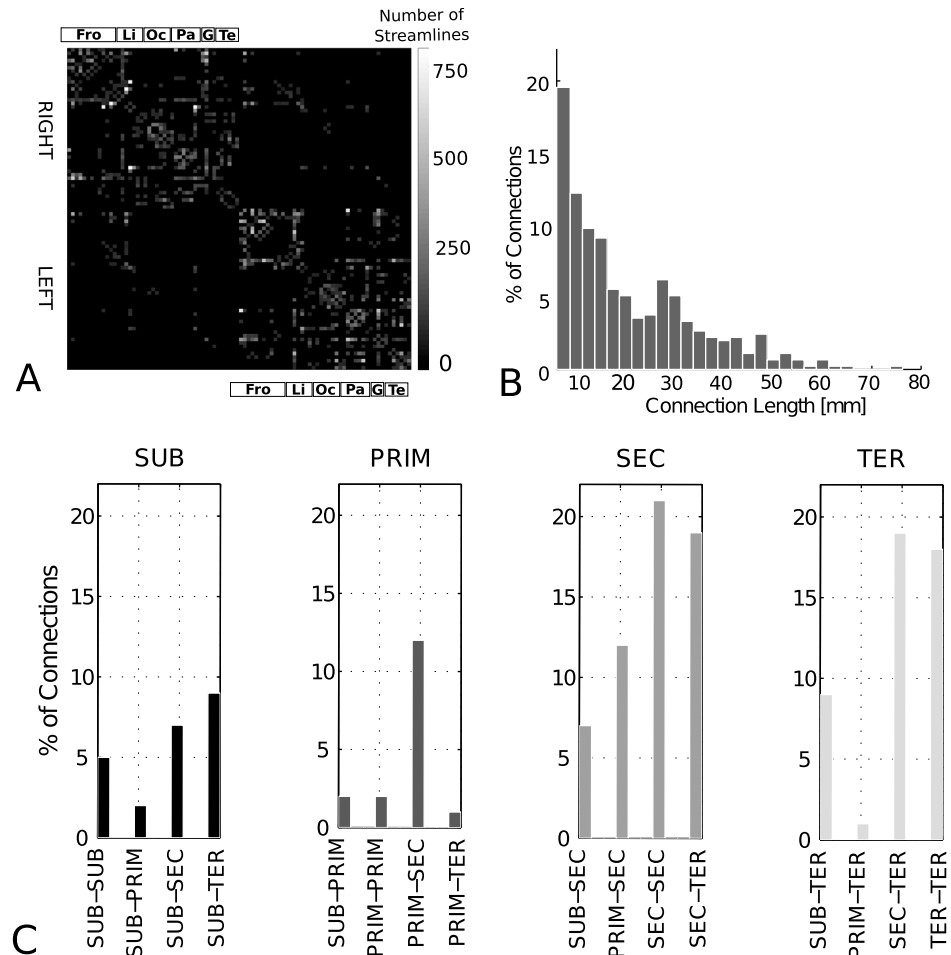 Number of
Streamlines
Fro Li Oc Pa G Te
RIGHT
LEFT
750
500
250
0
A
Fro Li Oc Pa G Te
% of Connections
20
15
10
5
0
10 20 30 40 50 60 70 80
Connection Length [mm]
B
SUB
% of Connections
20
15
10
5
0
SUB−SUB
SUB−PRIM
SUB−SEC
SUB−TER
PRIM
20
15
10
5
0
SUB−PRIM
PRIM−PRIM
PRIM−SEC
PRIM−TER
SEC
20
15
10
5
0
SUB−SEC
PRIM−SEC
SEC−SEC
SEC−TER
TER
20
15
10
5
0
SUB−TER
PRIM−TER
SEC−TER
TER−TER
C